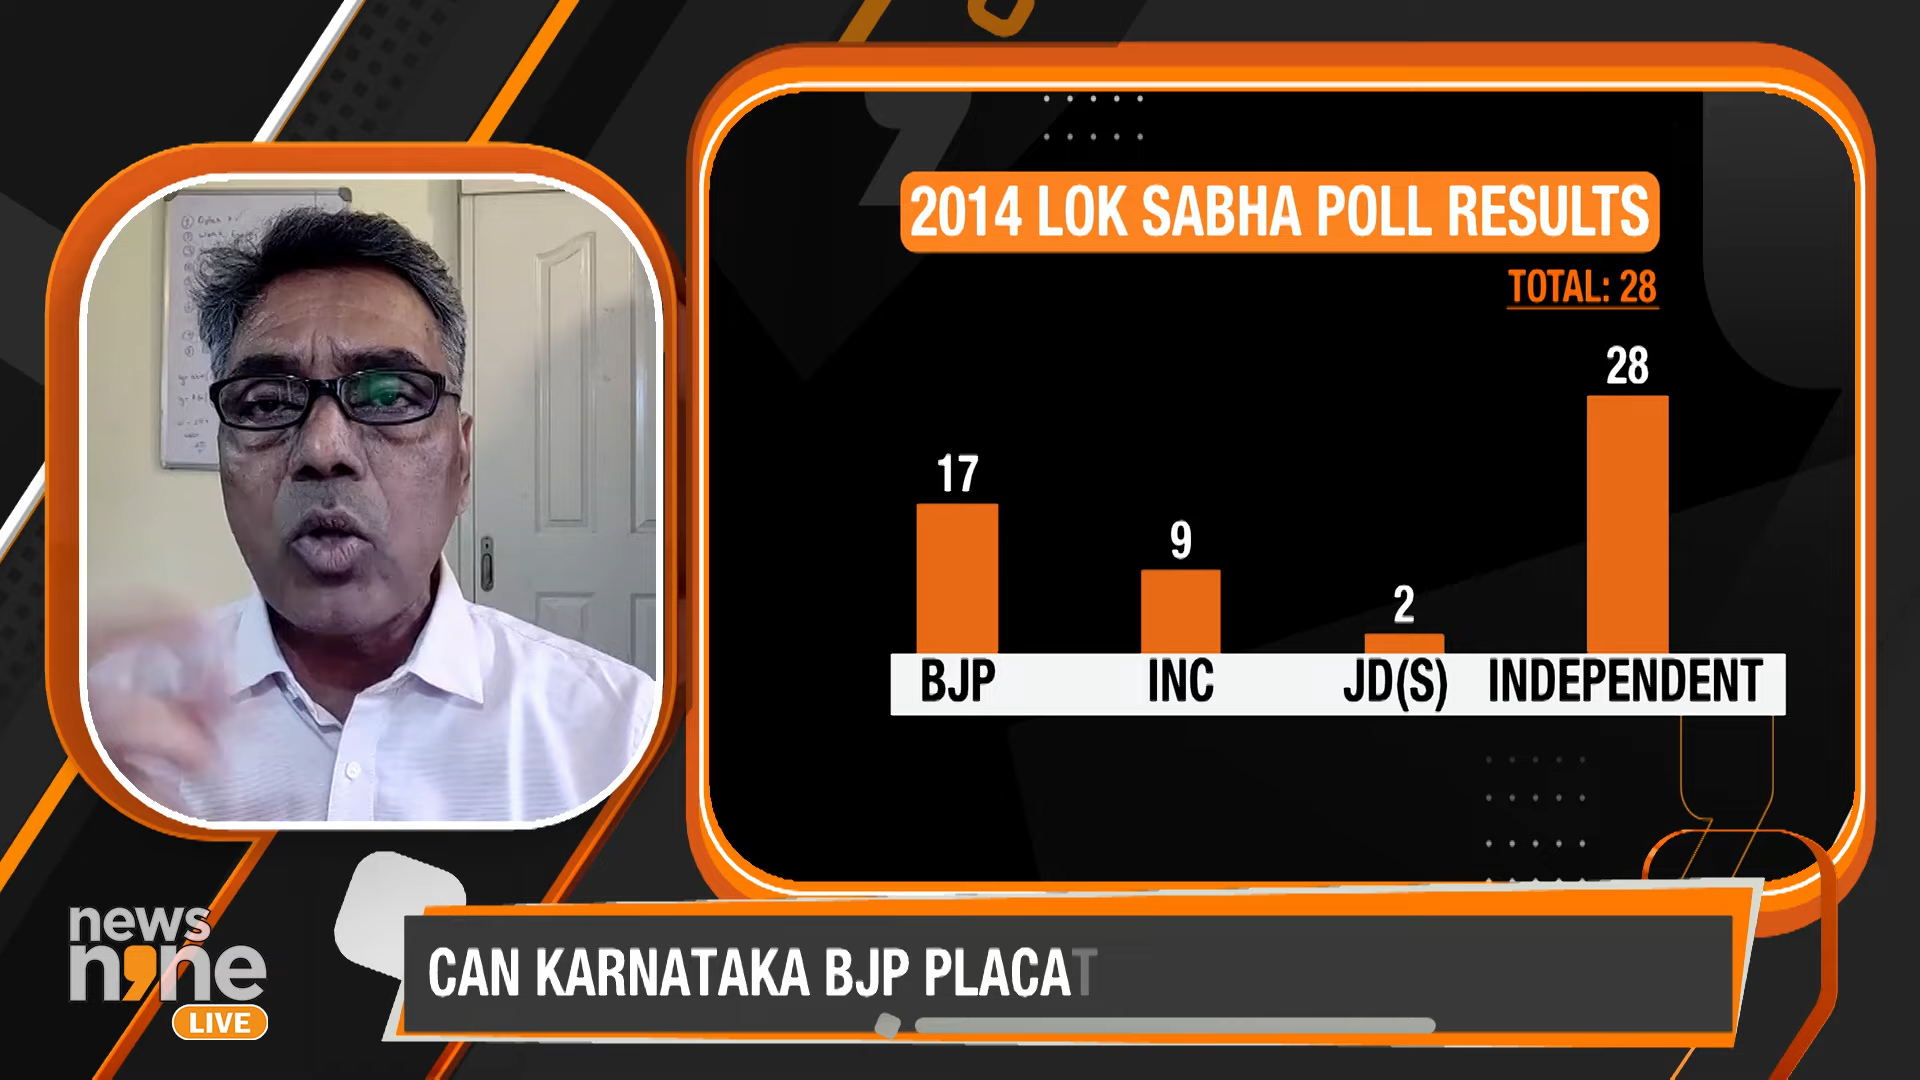 2014 LOK SABHA POLL RESULTS
TOTAL: 28
17
9
2
28
BJP
INC
JD(S)
INDEPENDENT
CAN KARNATAKA BJP PLACAT
news
n9ne
LIVE